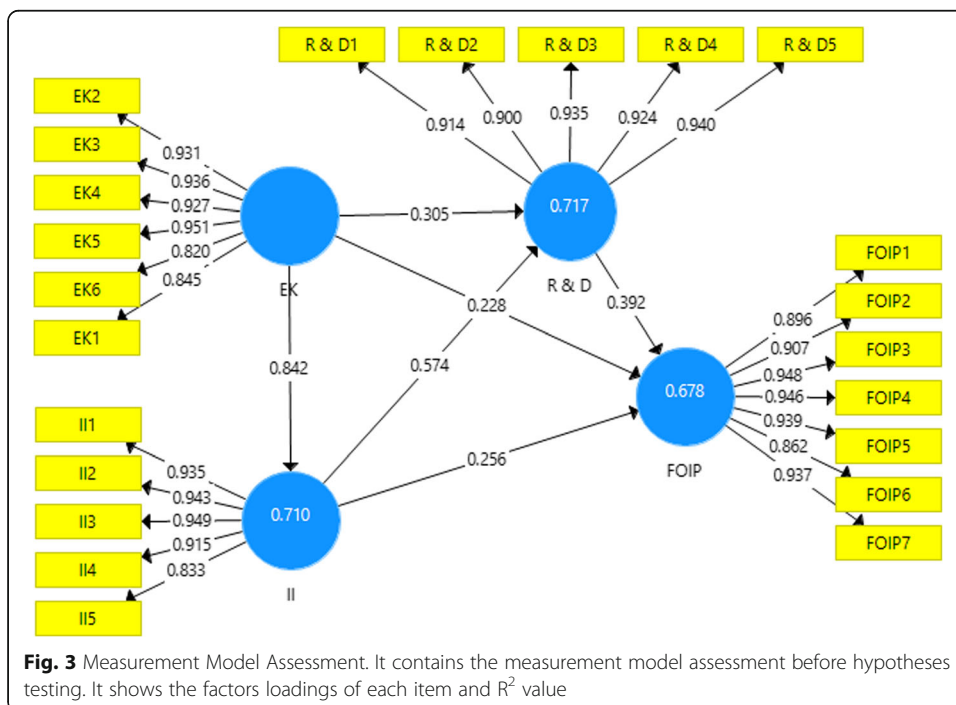 R & D1
R & D2
R & D3
R & D4
R & D5
0.914
0.900
0.935
0.924
0.940
EK2
EK3
EK4
EK5
EK6
EK1
0.931
0.936
0.927
0.951
0.820
0.845
EK
0.305
0.717
R & D
0.228
0.392
0.842
0.574
0.256
FOIP1
FOIP2
FOIP3
FOIP4
FOIP5
FOIP6
FOIP7
0.896
0.907
0.948
0.946
0.939
0.862
0.937
0.678
FOIP
II1
II2
II3
II4
II5
0.935
0.943
0.949
0.915
0.833
0.710
II
Fig. 3 Measurement Model Assessment. It contains the measurement model assessment before hypotheses
testing. It shows the factors loadings of each item and R² value